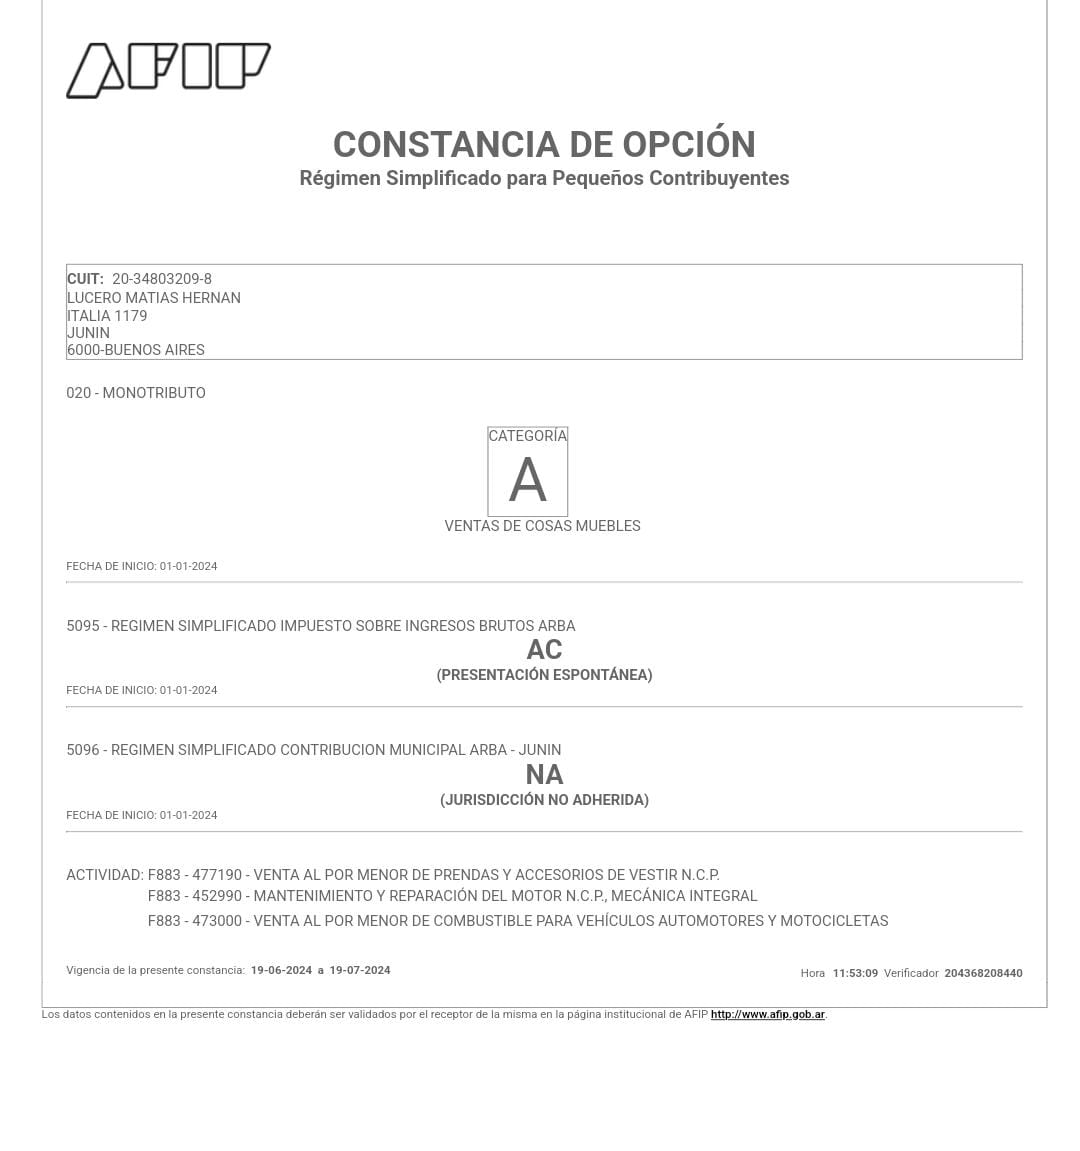 AFIP
CONSTANCIA DE OPCIÓN
Régimen Simplificado para Pequeños Contribuyentes
CUIT: 20-34803209-8
LUCERO MATIAS HERNAN
ITALIA 1179
JUNIN
6000-BUENOS AIRES
020 - MONOTRIBUTO
CATEGORÍA
A
VENTAS DE COSAS MUEBLES
FECHA DE INICIO: 01-01-2024
5095 - REGIMEN SIMPLIFICADO IMPUESTO SOBRE INGRESOS BRUTOS ARBA
AC
(PRESENTACIÓN ESPONTÁNEA)
FECHA DE INICIO: 01-01-2024
5096 - REGIMEN SIMPLIFICADO CONTRIBUCION MUNICIPAL ARBA - JUNIN
NA
(JURISDICCIÓN NO ADHERIDA)
FECHA DE INICIO: 01-01-2024
ACTIVIDAD: F883 - 477190 - VENTA AL POR MENOR DE PRENDAS Y ACCESORIOS DE VESTIR N.C.P.
F883 - 452990 - MANTENIMIENTO Y REPARACIÓN DEL MOTOR N.C.P., MECÁNICA INTEGRAL
F883 - 473000 - VENTA AL POR MENOR DE COMBUSTIBLE PARA VEHÍCULOS AUTOMOTORES Y MOTOCICLETAS
Vigencia de la presente constancia: 19-06-2024 a 19-07-2024
Hora 11:53:09 Verificador 204368208440
Los datos contenidos en la presente constancia deberán ser validados por el receptor de la misma en la página institucional de AFIP http://www.afip.gob.ar.